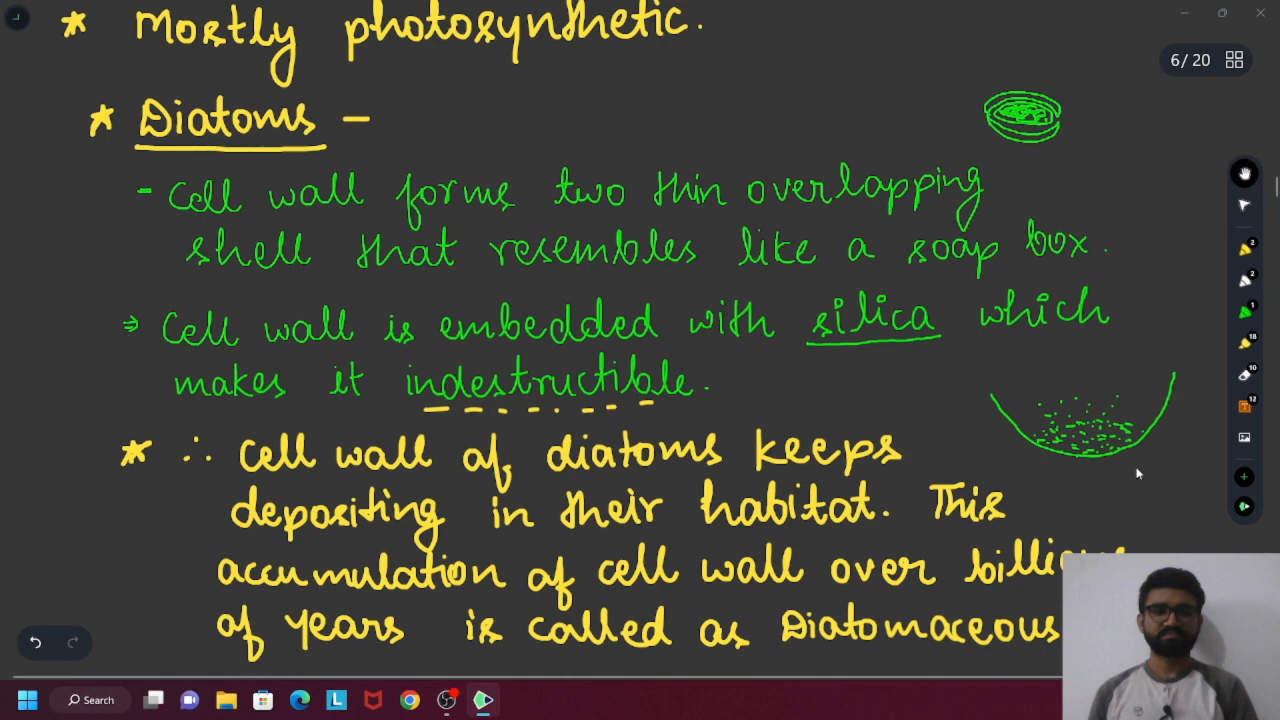 * Mostly photosynthetic.
6/20
* Diatoms -
- Cell wall forms two thin overlapping
shell that resembles like a soap box.
⇒ Cell wall is embedded with silica which
makes it indestructible.
* ∴ Cell wall of diatoms keeps
depositing in their habitat. This
accumulation of cell wall over
of years is called as Diatomaceous
Search